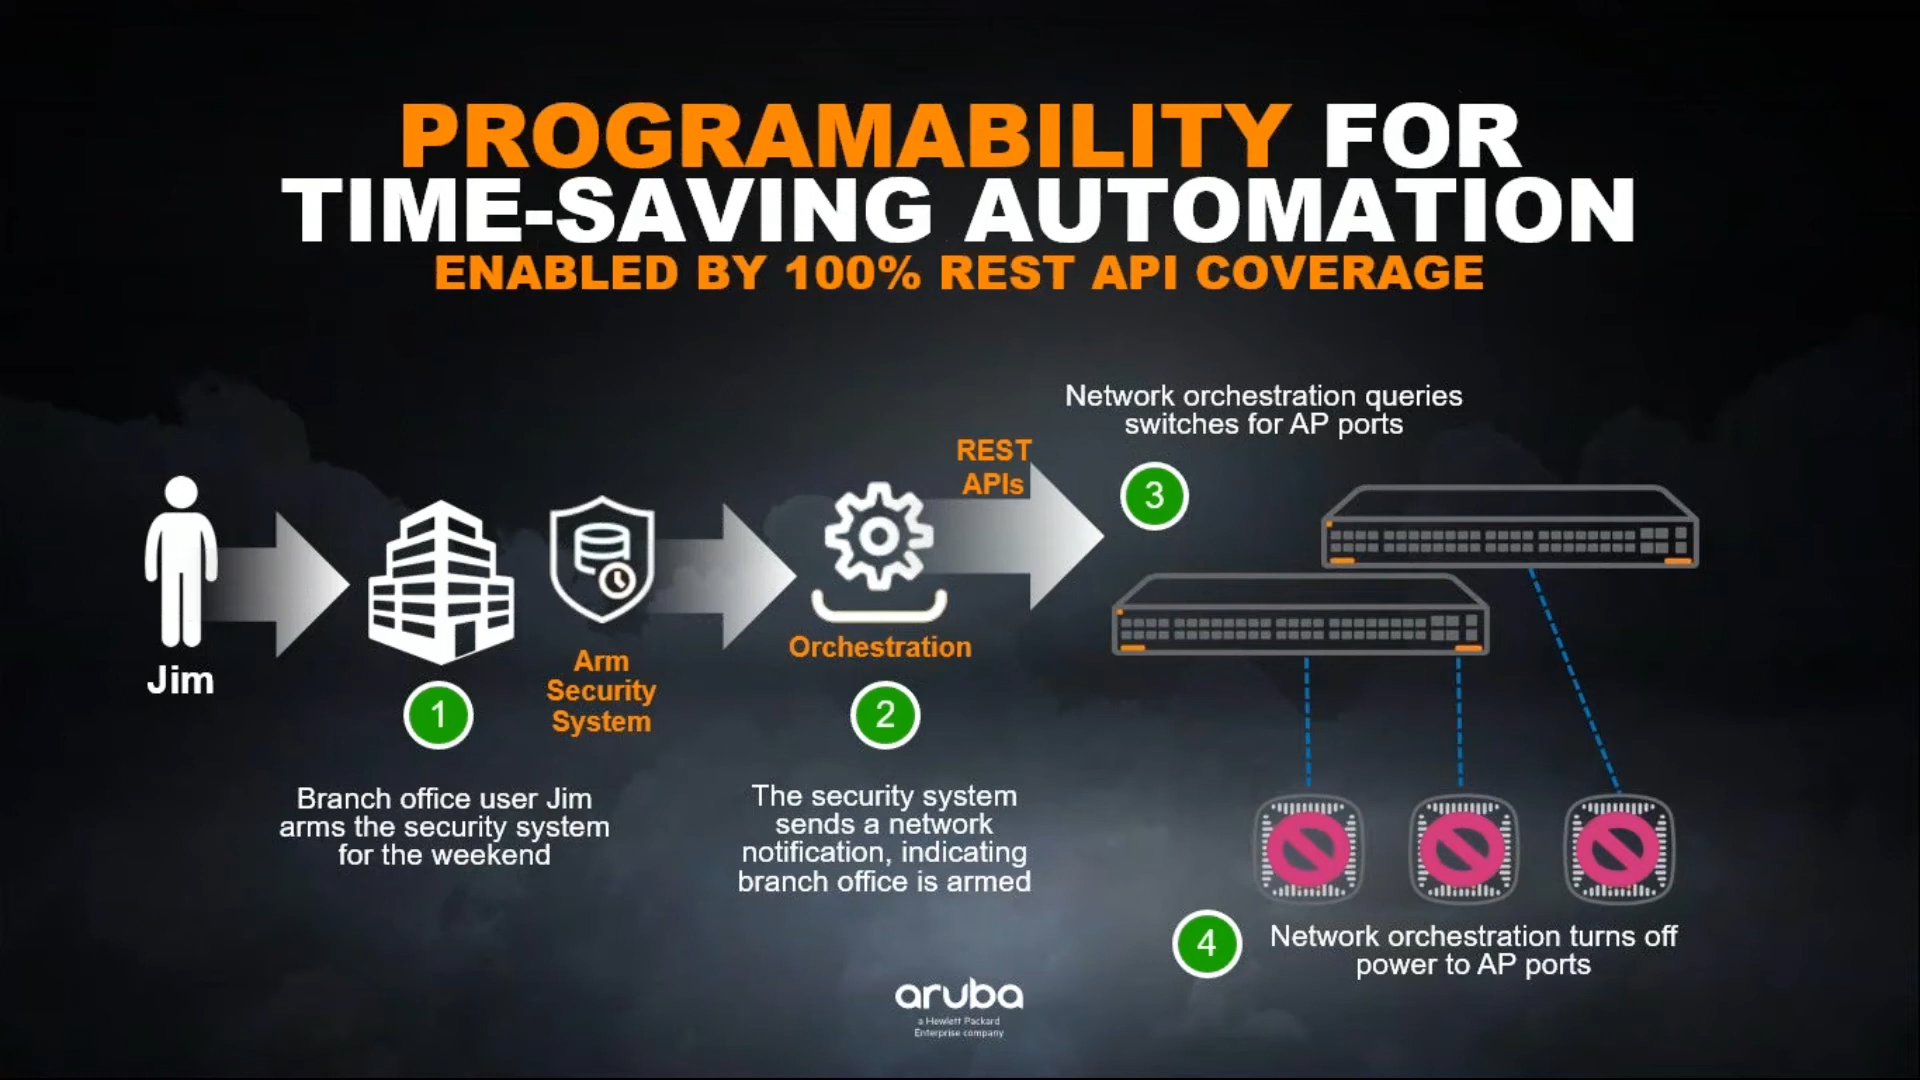 PROGRAMABILITY FOR
TIME-SAVING AUTOMATION
ENABLED BY 100% REST API COVERAGE
Jim
1
Branch office user Jim
arms the security system
for the weekend
Arm
Security
System
Orchestration
2
The security system
sends a network
notification, indicating
branch office is armed
REST
APIs
Network orchestration queries
switches for AP ports
3
4
Network orchestration turns off
power to AP ports
aruba
a Hewlett Packard
Enterprise company